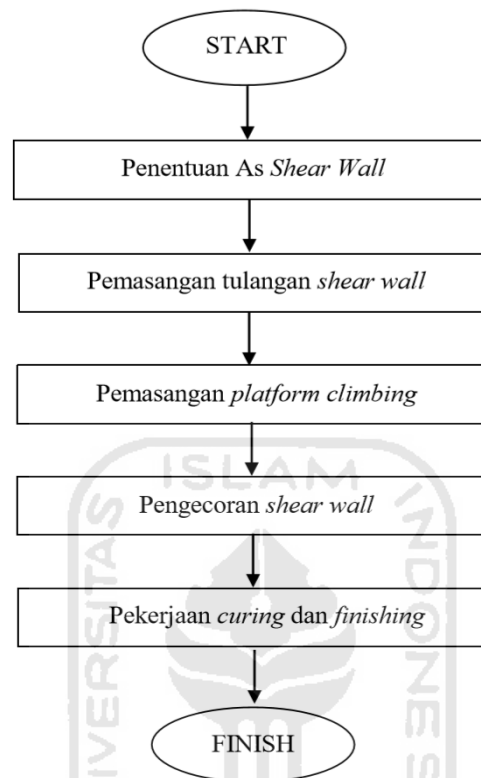 START
Penentuan As Shear Wall
Pemasangan tulangan shear wall
Pemasangan platform climbing
Pengecoran shear wall
Pekerjaan curing dan finishing
FINISH
ISLAM